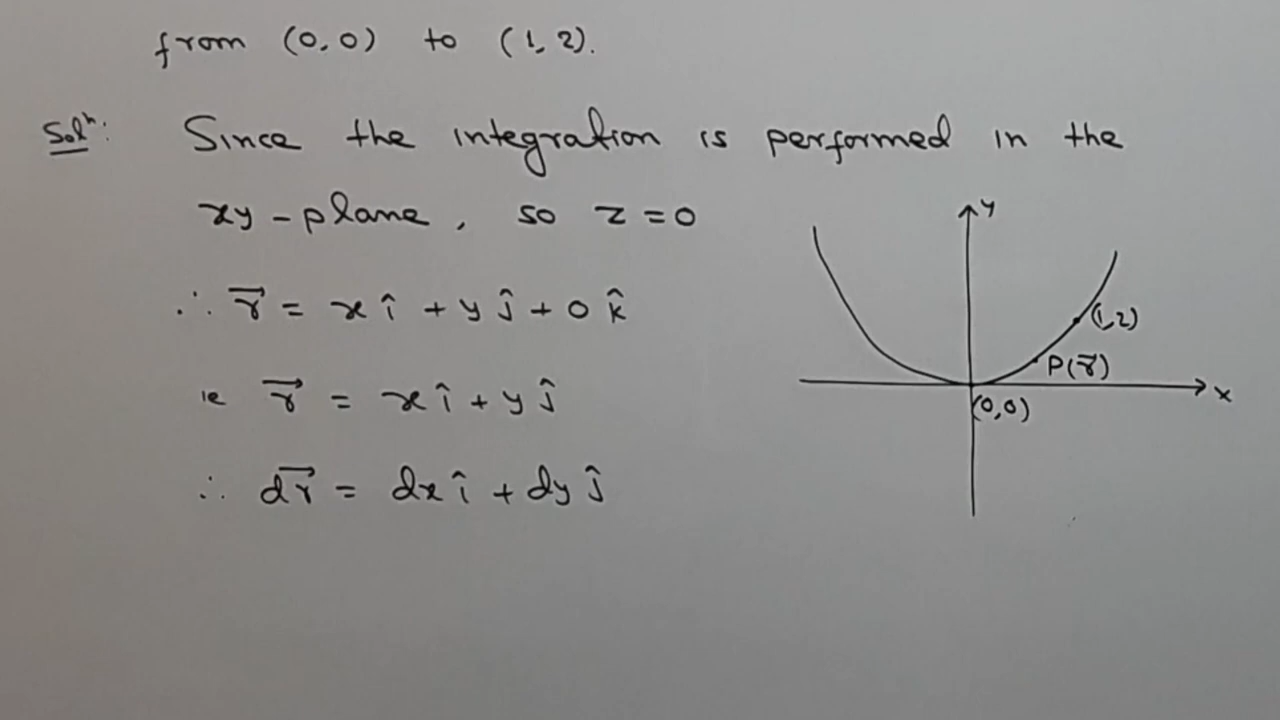 from (0,0) to (1,2).
Solⁿ: Since the integration is performed in the
xy-plane, so z=0
∴ r⃗ = x î + y ĵ + 0 k̂
ie r⃗ = x î + y ĵ
∴ dr⃗ = dx î + dy ĵ
y
(1,2)
P(r⃗)
x
(0,0)